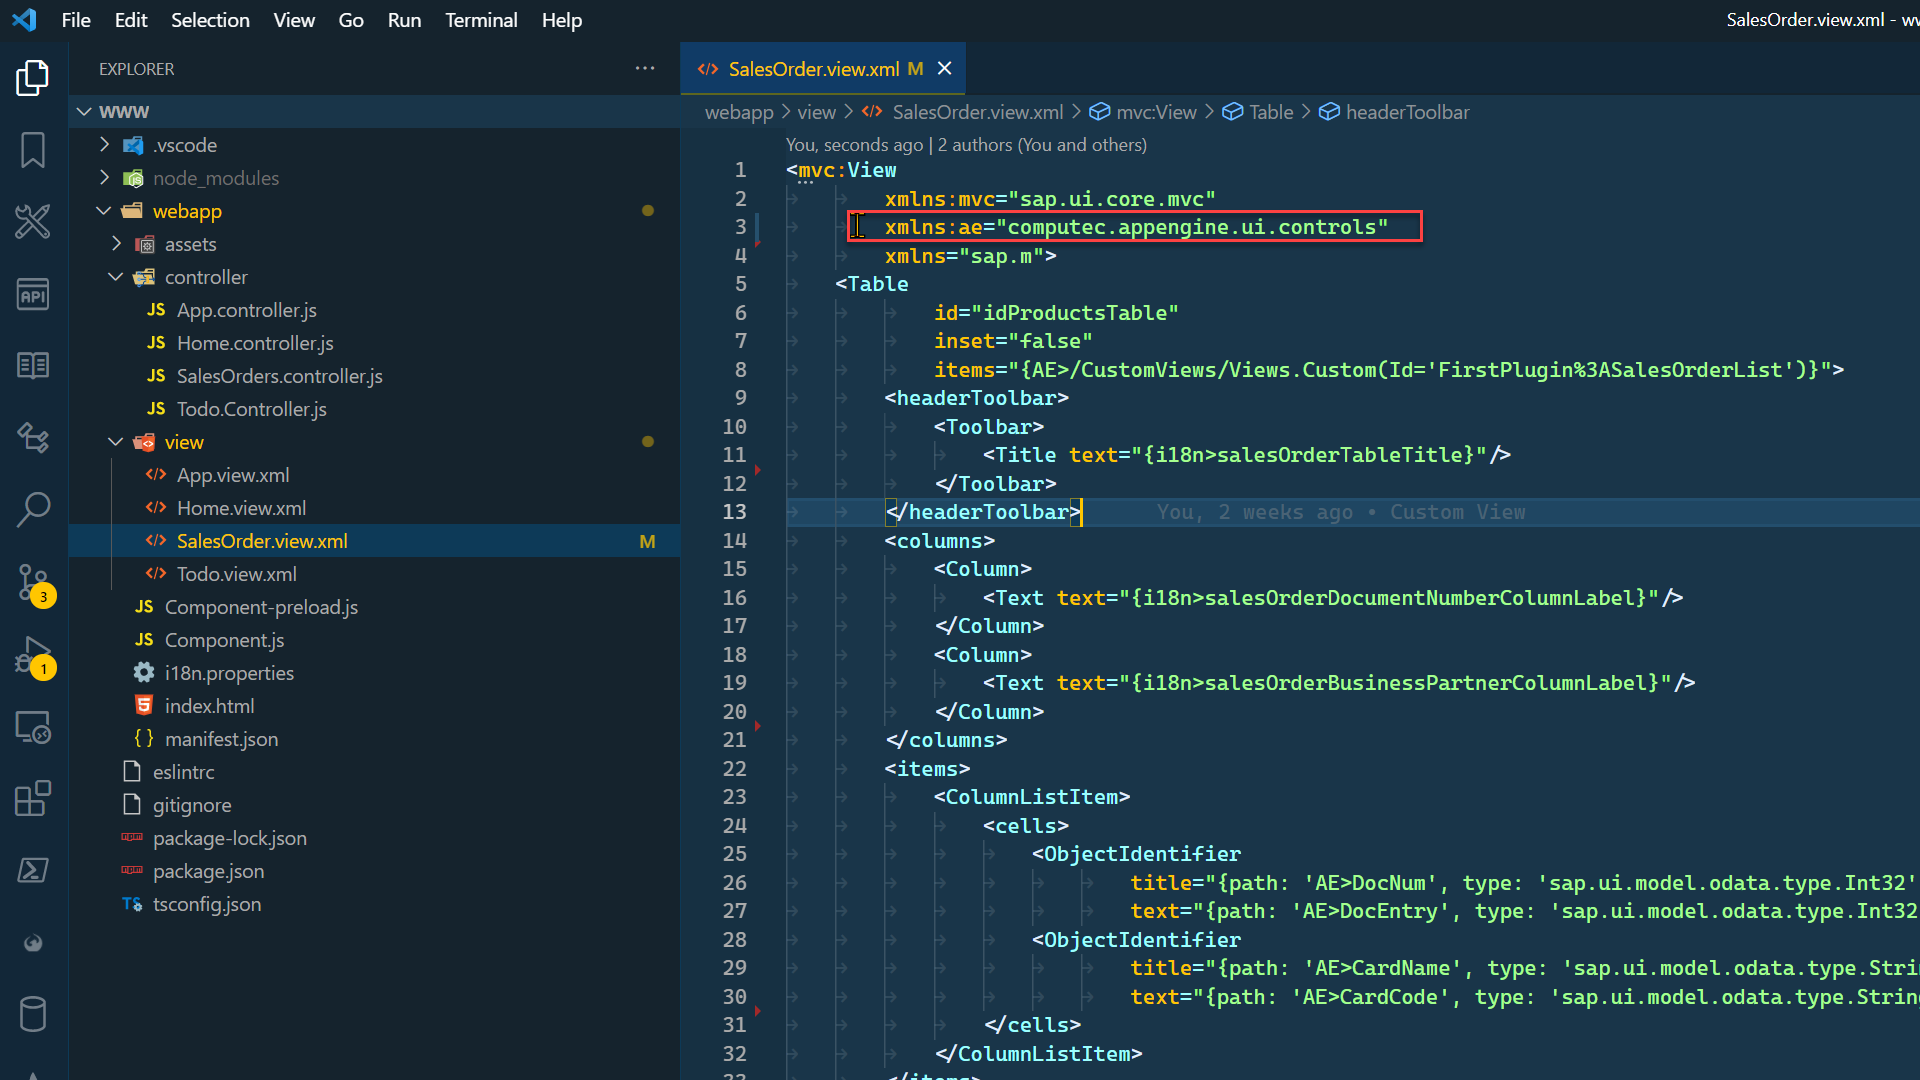 File Edit Selection View Go Run Terminal Help
SalesOrder.view.xml - ww
EXPLORER
WWW
.vscode
node_modules
webapp
assets
controller
JS App.controller.js
JS Home.controller.js
JS SalesOrders.controller.js
JS Todo.Controller.js
view
App.view.xml
Home.view.xml
SalesOrder.view.xml M
Todo.view.xml
JS Component-preload.js
JS Component.js
i18n.properties
5 index.html
{} manifest.json
eslintrc
gitignore
package-lock.json
package.json
TS tsconfig.json
API
3
1
SalesOrder.view.xml M
webapp > view > SalesOrder.view.xml > mvc:View > Table > headerToolbar
You, seconds ago | 2 authors (You and others)
1 <mvc:View
2 xmlns:mvc="sap.ui.core.mvc"
3 xmlns:ae="computec.appengine.ui.controls"
4 xmlns="sap.m">
5 <Table
6 id="idProductsTable"
7 inset="false"
8 items="{AE>/CustomViews/Views.Custom(Id='FirstPlugin%3ASalesOrderList')}">
9 <headerToolbar>
10 <Toolbar>
11 <Title text="{i18n>salesOrderTableTitle}"/>
12 </Toolbar>
13 </headerToolbar> You, 2 weeks ago • Custom View
14 <columns>
15 <Column>
16 <Text text="{i18n>salesOrderDocumentNumberColumnLabel}"/>
17 </Column>
18 <Column>
19 <Text text="{i18n>salesOrderBusinessPartnerColumnLabel}"/>
20 </Column>
21 </columns>
22 <items>
23 <ColumnListItem>
24 <cells>
25 <ObjectIdentifier
26 title="{path: 'AE>DocNum', type: 'sap.ui.model.odata.type.Int32'
27 text="{path: 'AE>DocEntry', type: 'sap.ui.model.odata.type.Int32
28 <ObjectIdentifier
29 title="{path: 'AE>CardName', type: 'sap.ui.model.odata.type.Stri
30 text="{path: 'AE>CardCode', type: 'sap.ui.model.odata.type.Strin
31 </cells>
32 </ColumnListItem>
33 </items>